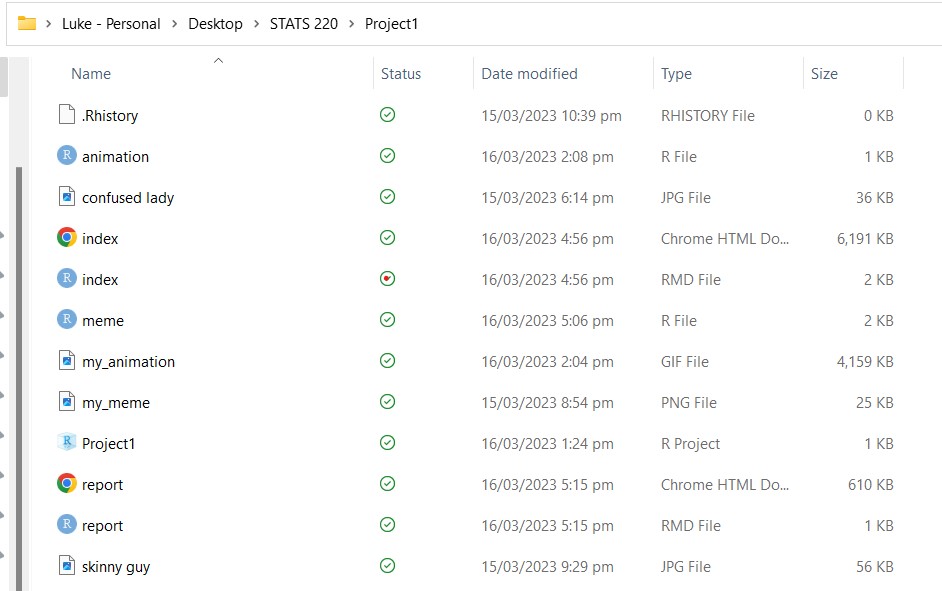 Luke - Personal > Desktop > STATS 220 > Project1
Name Status Date modified Type Size
.Rhistory 15/03/2023 10:39 pm RHISTORY File 0 KB
R animation 16/03/2023 2:08 pm R File 1 KB
confused lady 15/03/2023 6:14 pm JPG File 36 KB
index 16/03/2023 4:56 pm Chrome HTML Do... 6,191 KB
R index 16/03/2023 4:56 pm RMD File 2 KB
R meme 16/03/2023 5:06 pm R File 2 KB
my_animation 16/03/2023 2:04 pm GIF File 4,159 KB
my_meme 15/03/2023 8:54 pm PNG File 25 KB
R Project1 16/03/2023 1:24 pm R Project 1 KB
report 16/03/2023 5:15 pm Chrome HTML Do... 610 KB
R report 16/03/2023 5:15 pm RMD File 1 KB
skinny guy 15/03/2023 9:29 pm JPG File 56 KB